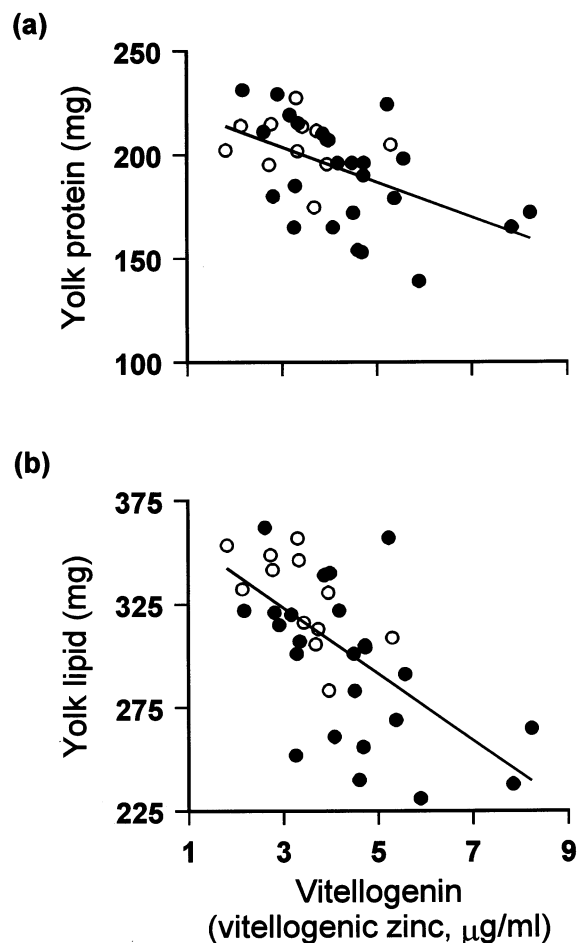 (a)
250
200
150
100
Yolk protein (mg)
(b)
375
325
275
225
Yolk lipid (mg)
1 3 5 7 9
Vitellogenin
(vitellogenic zinc, μg/ml)